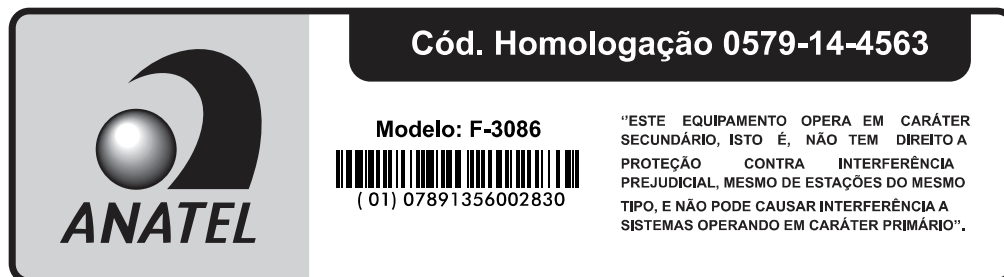 Cód. Homologação 0579-14-4563
ANATEL
Modelo: F-3086
( 01) 07891356002830
‘‘ESTE EQUIPAMENTO OPERA EM CARÁTER
SECUNDÁRIO, ISTO É, NÃO TEM DIREITO A
PROTEÇÃO CONTRA INTERFERÊNCIA
PREJUDICIAL, MESMO DE ESTAÇÕES DO MESMO
TIPO, E NÃO PODE CAUSAR INTERFERÊNCIA A
SISTEMAS OPERANDO EM CARÁTER PRIMÁRIO’’.